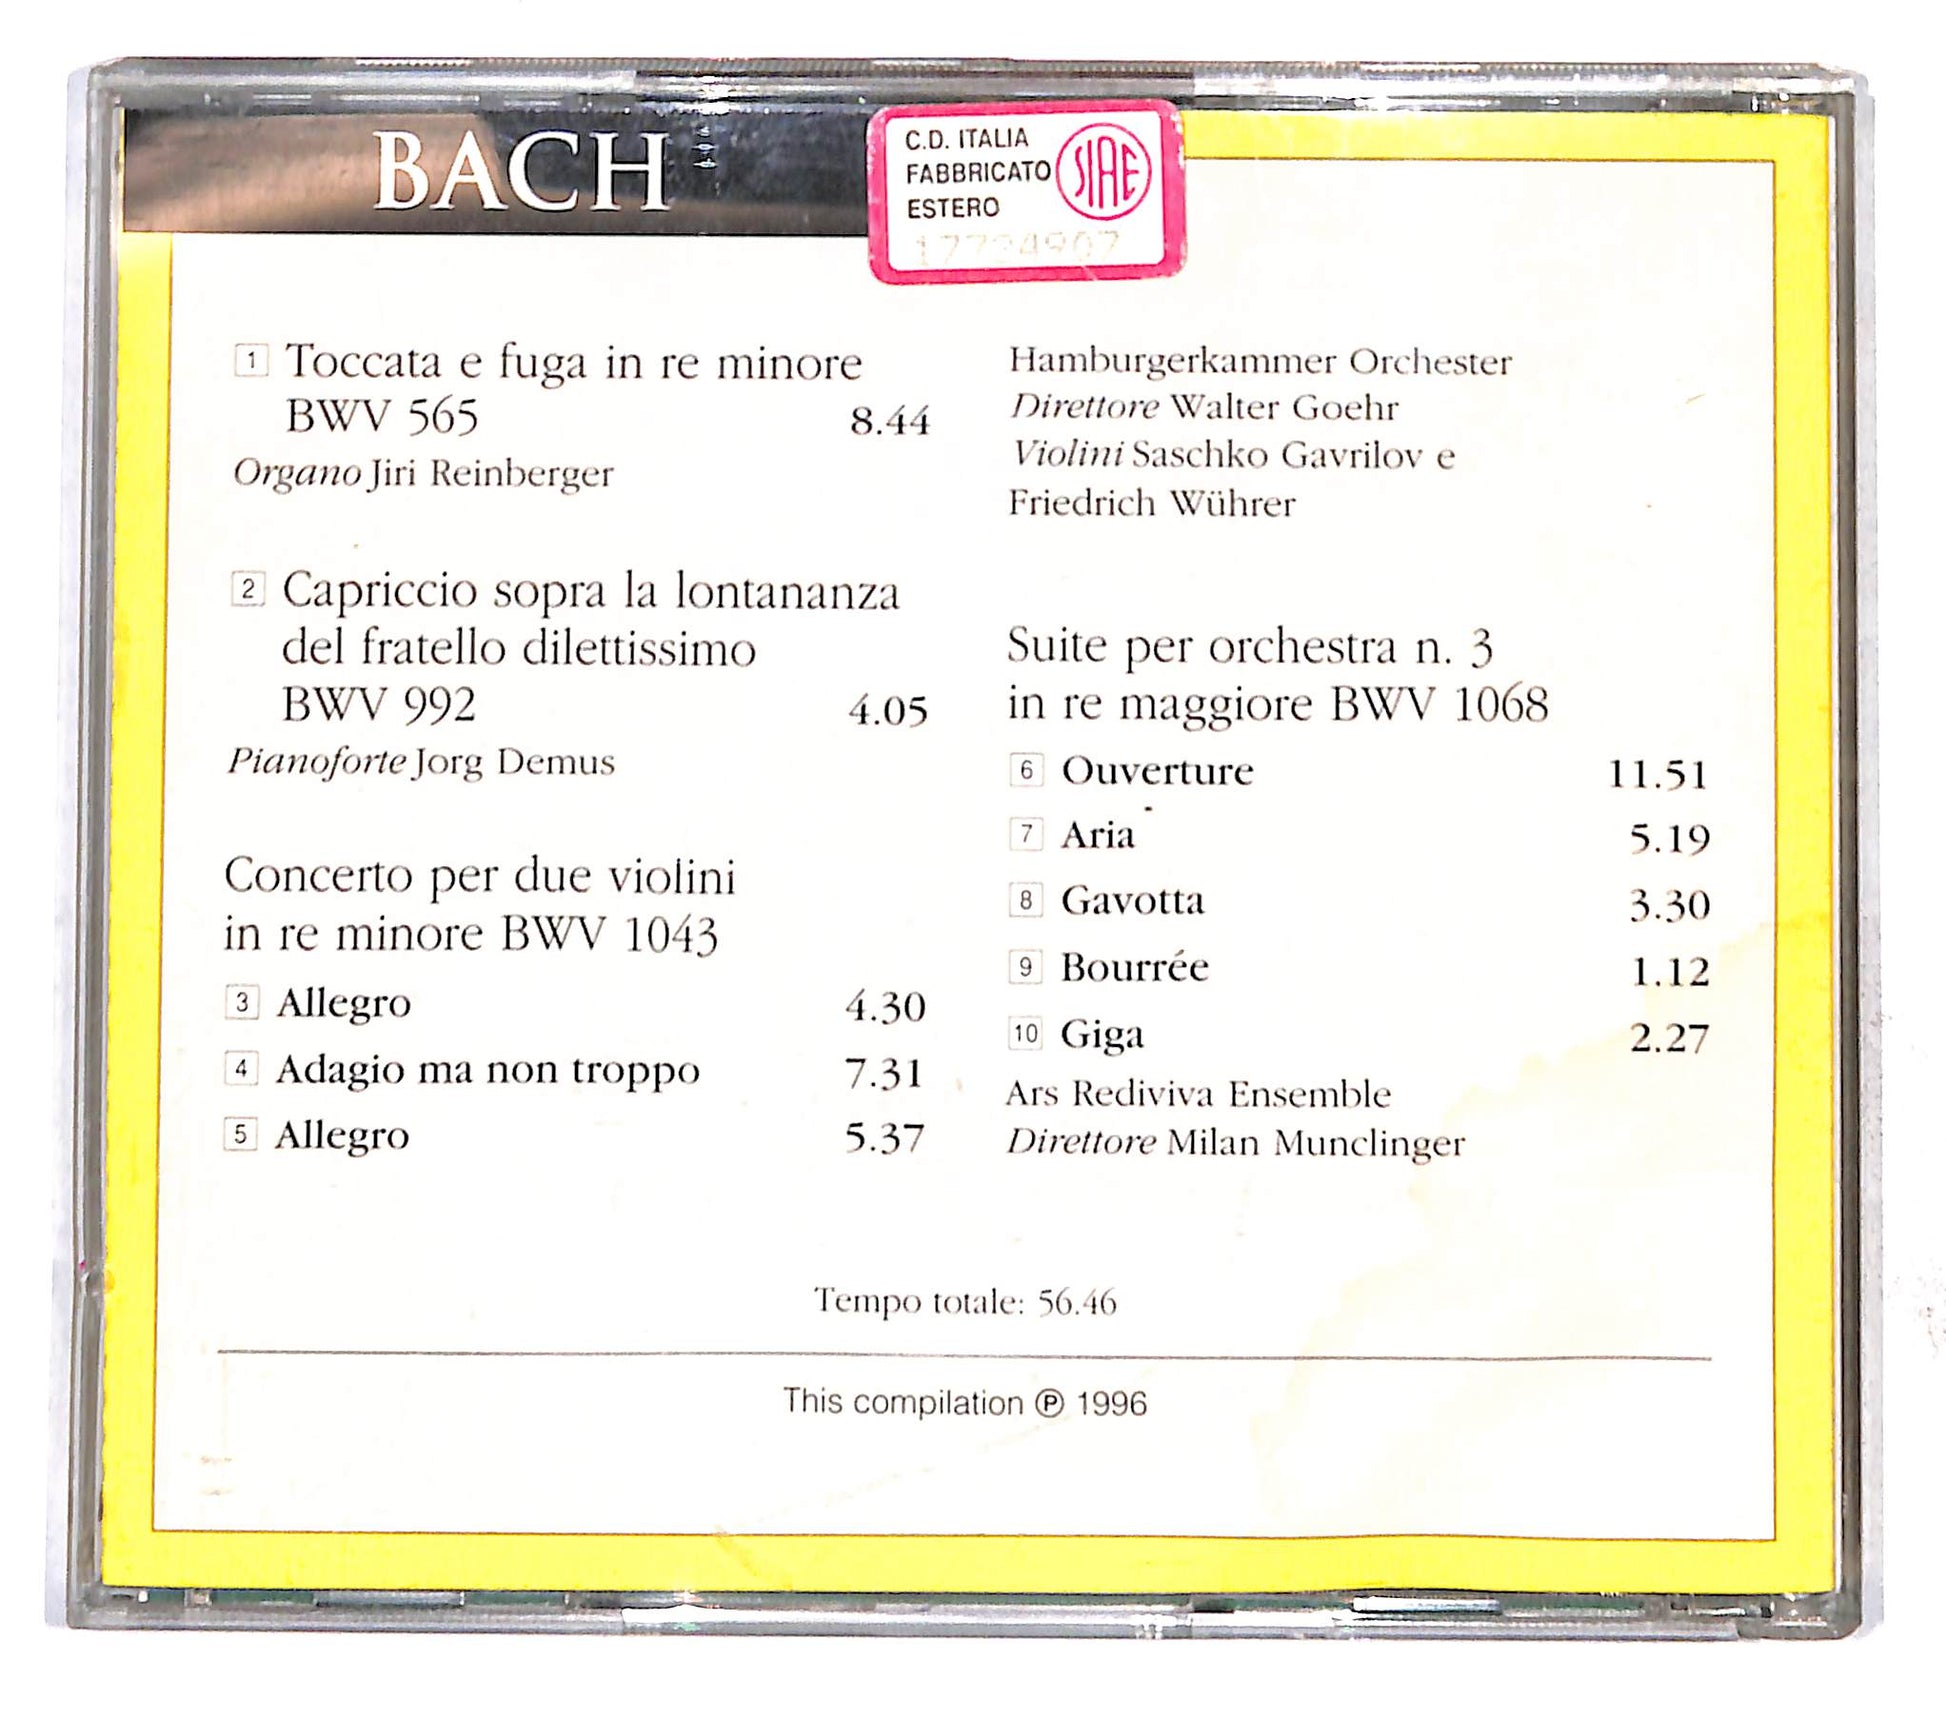 BACH
C.D. ITALIA
FABBRICATO
ESTERO
SIAE
17724907
1 Toccata e fuga in re minore
BWV 565 8.44
Organo Jiri Reinberger
2 Capriccio sopra la lontananza
del fratello dilettissimo
BWV 992 4.05
Pianoforte Jorg Demus
Concerto per due violini
in re minore BWV 1043
3 Allegro 4.30
4 Adagio ma non troppo 7.31
5 Allegro 5.37
Hamburgerkammer Orchester
Direttore Walter Goehr
Violini Saschko Gavrilov e
Friedrich Wührer
Suite per orchestra n. 3
in re maggiore BWV 1068
6 Ouverture 11.51
7 Aria 5.19
8 Gavotta 3.30
9 Bourrée 1.12
10 Giga 2.27
Ars Rediviva Ensemble
Direttore Milan Munclinger
Tempo totale: 56.46
This compilation ℗ 1996